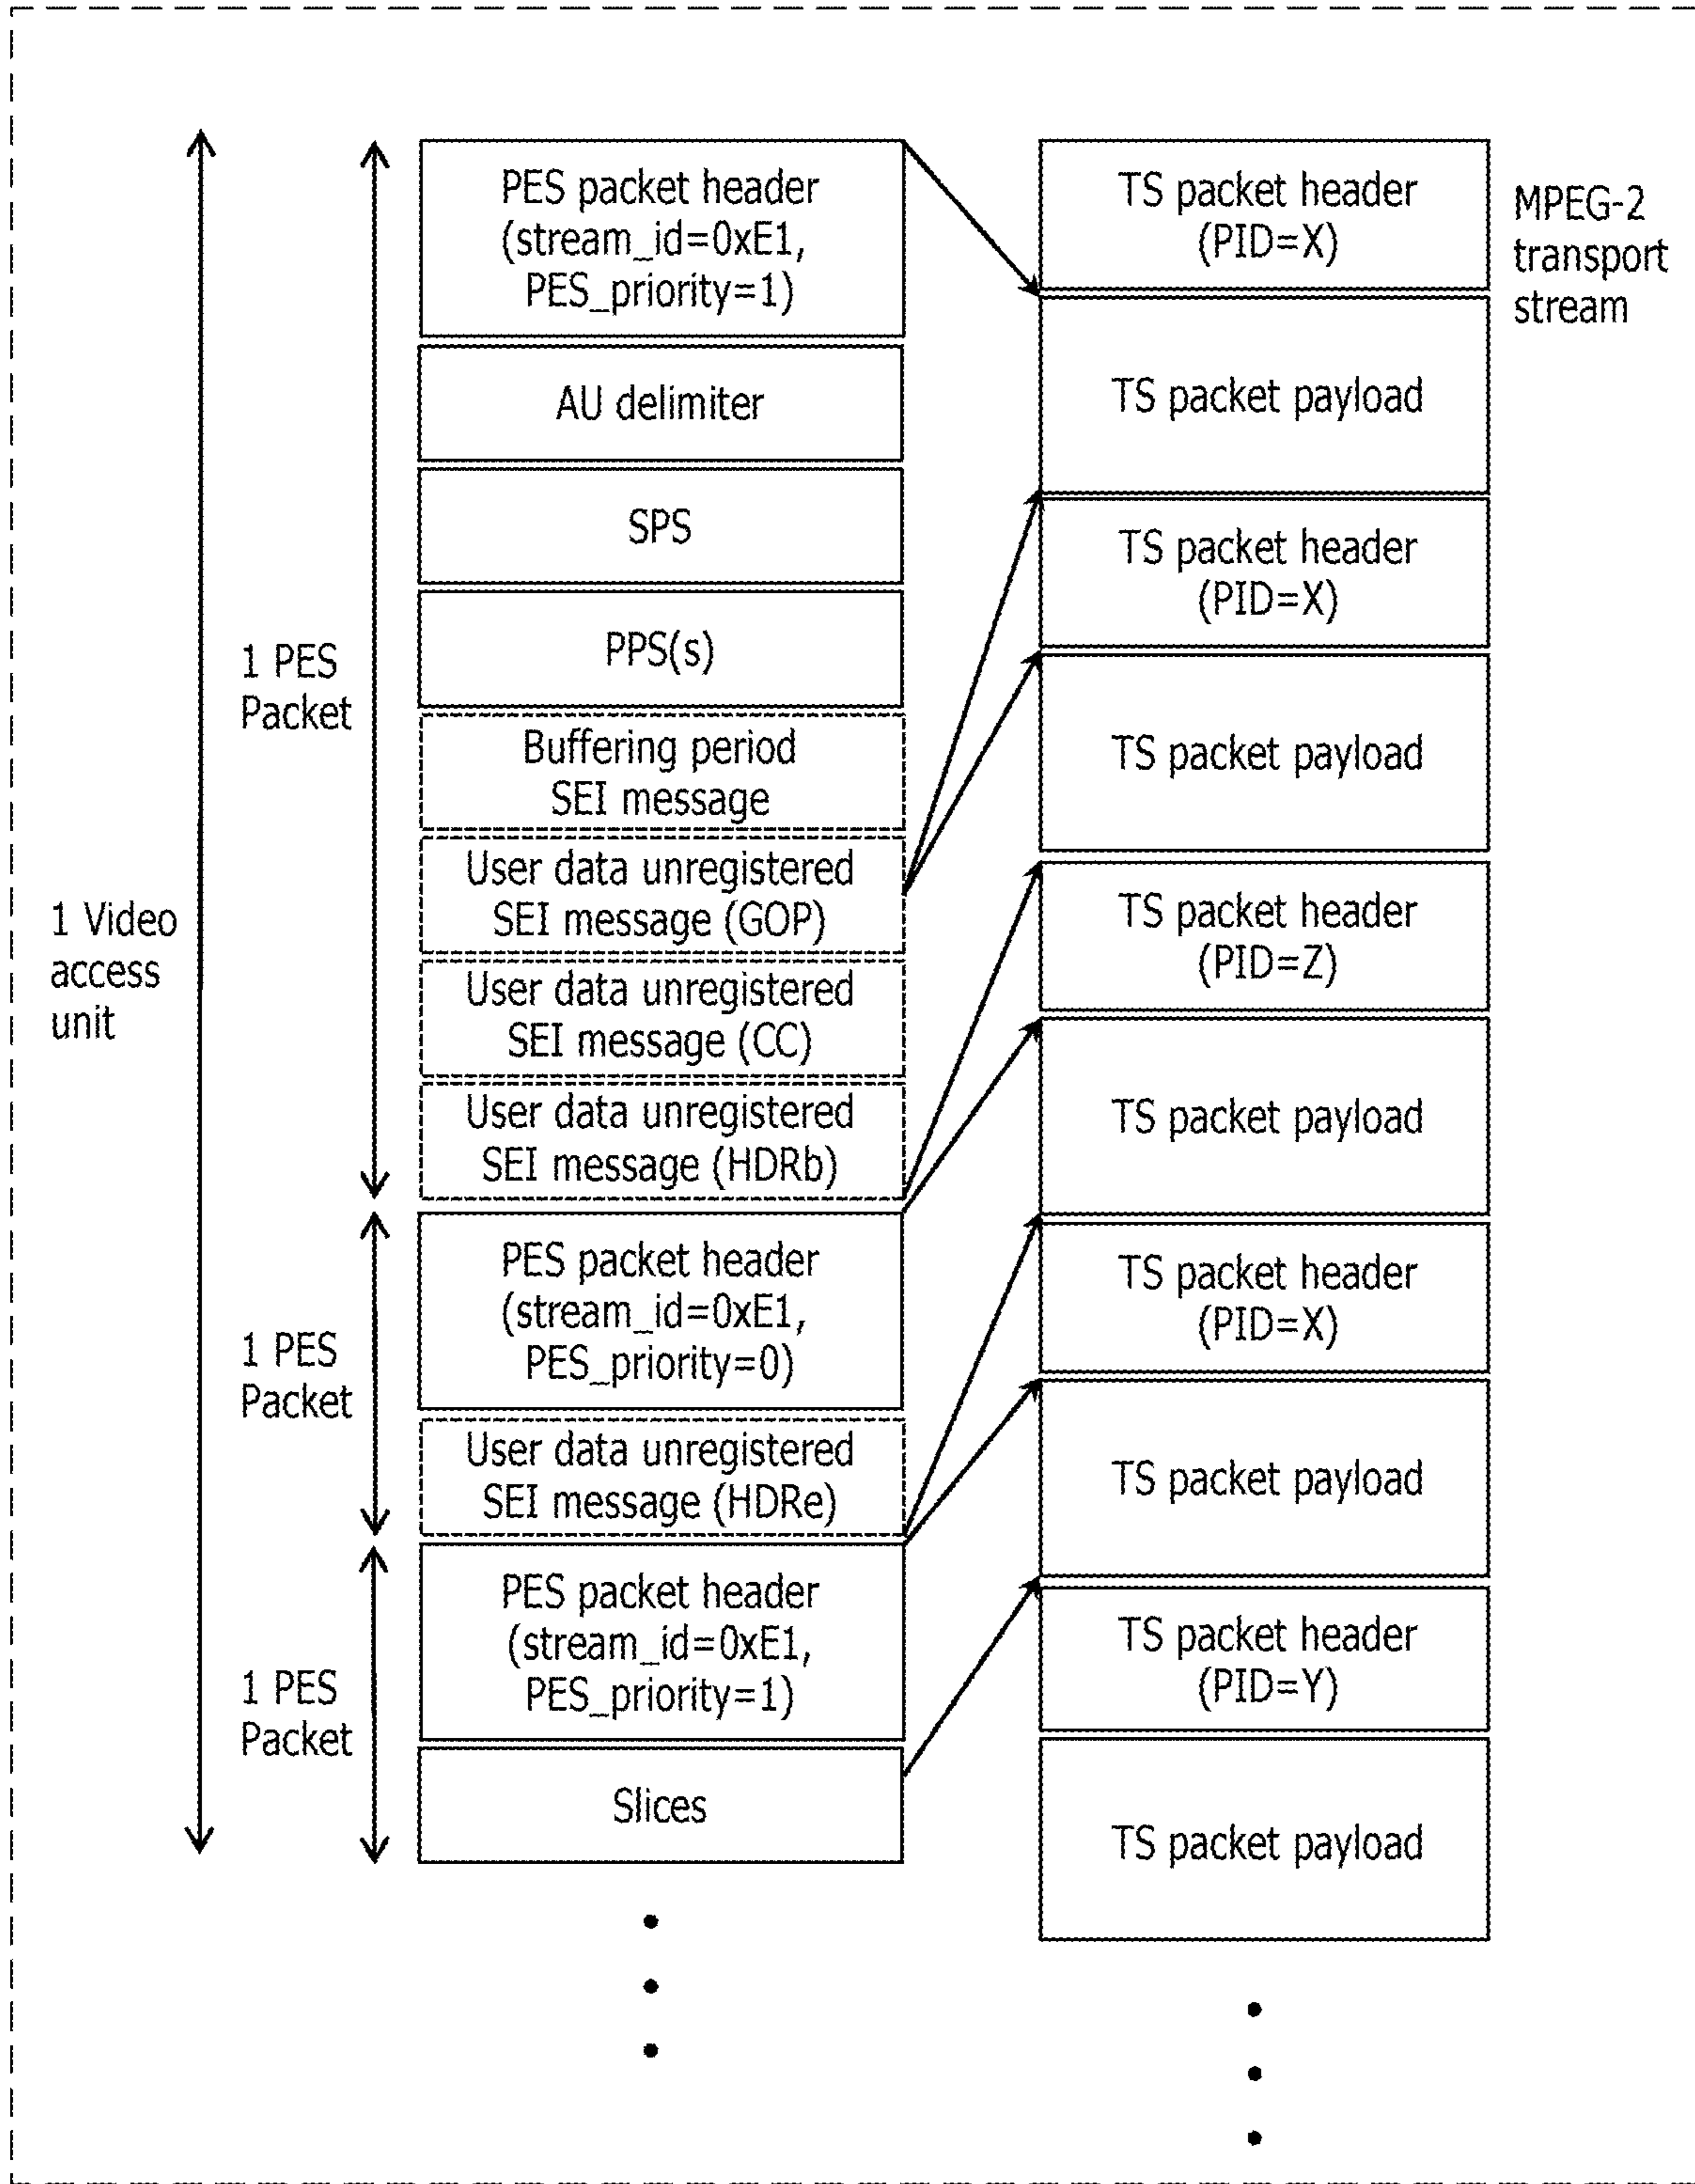 1 Video
access
unit
1 PES
Packet
1 PES
Packet
1 PES
Packet
PES packet header
(stream_id=0xE1,
PES_priority=1)
AU delimiter
SPS
PPS(s)
Buffering period
SEI message
User data unregistered
SEI message (GOP)
User data unregistered
SEI message (CC)
User data unregistered
SEI message (HDRb)
PES packet header
(stream_id=0xE1,
PES_priority=0)
User data unregistered
SEI message (HDRe)
PES packet header
(stream_id=0xE1,
PES_priority=1)
Slices
TS packet header
(PID=X)
TS packet payload
TS packet header
(PID=X)
TS packet payload
TS packet header
(PID=Z)
TS packet payload
TS packet header
(PID=X)
TS packet payload
TS packet header
(PID=Y)
TS packet payload
MPEG-2
transport
stream